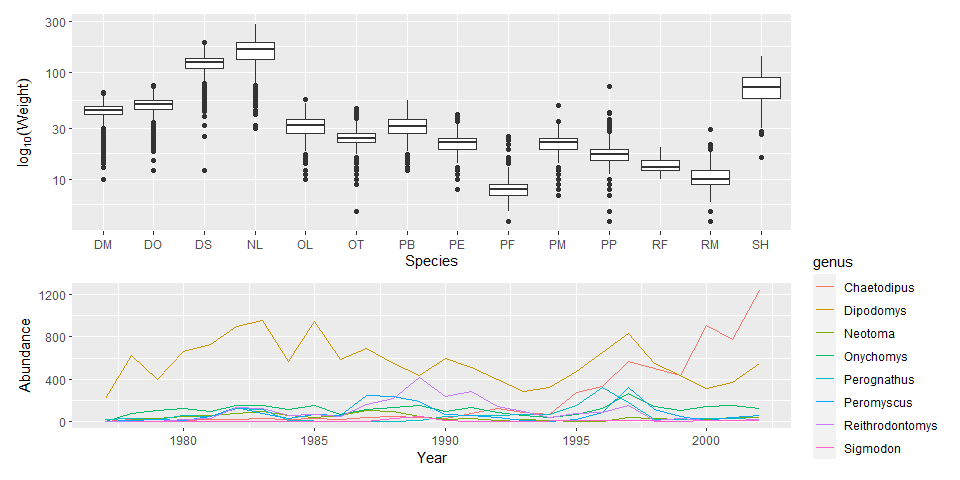 300
100
30
10
log10(Weight)
DM DO DS NL OL OT PB PE PF PM PP RF RM SH
Species
genus
Chaetodipus
Dipodomys
Neotoma
Onychomys
Perognathus
Peromyscus
Reithrodontomys
Sigmodon
1200
800
400
0
Abundance
1980 1985 1990 1995 2000
Year